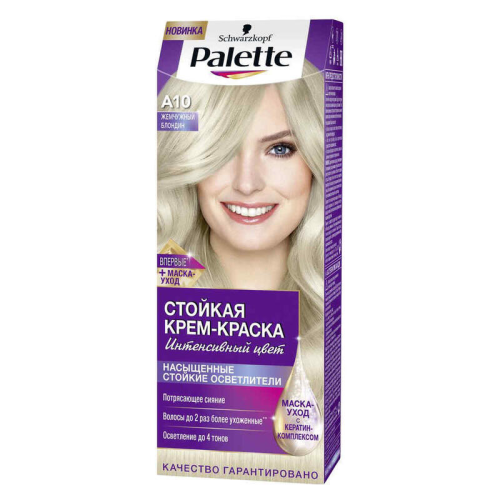 НОВИНКА
Schwarzkopf
Palette
A10
ЖЕМЧУЖНЫЙ
БЛОНДИН
ВПЕРВЫЕ*
+ МАСКА-
УХОД
СТОЙКАЯ
КРЕМ-КРАСКА
Интенсивный цвет
НАСЫЩЕННЫЕ
СТОЙКИЕ ОСВЕТЛИТЕЛИ
Потрясающее сияние
Волосы до 2 раз более ухоженные**
Осветление до 4 тонов
МАСКА-
УХОД
С
КЕРАТИН-
КОМПЛЕКСОМ
КАЧЕСТВО ГАРАНТИРОВАНО